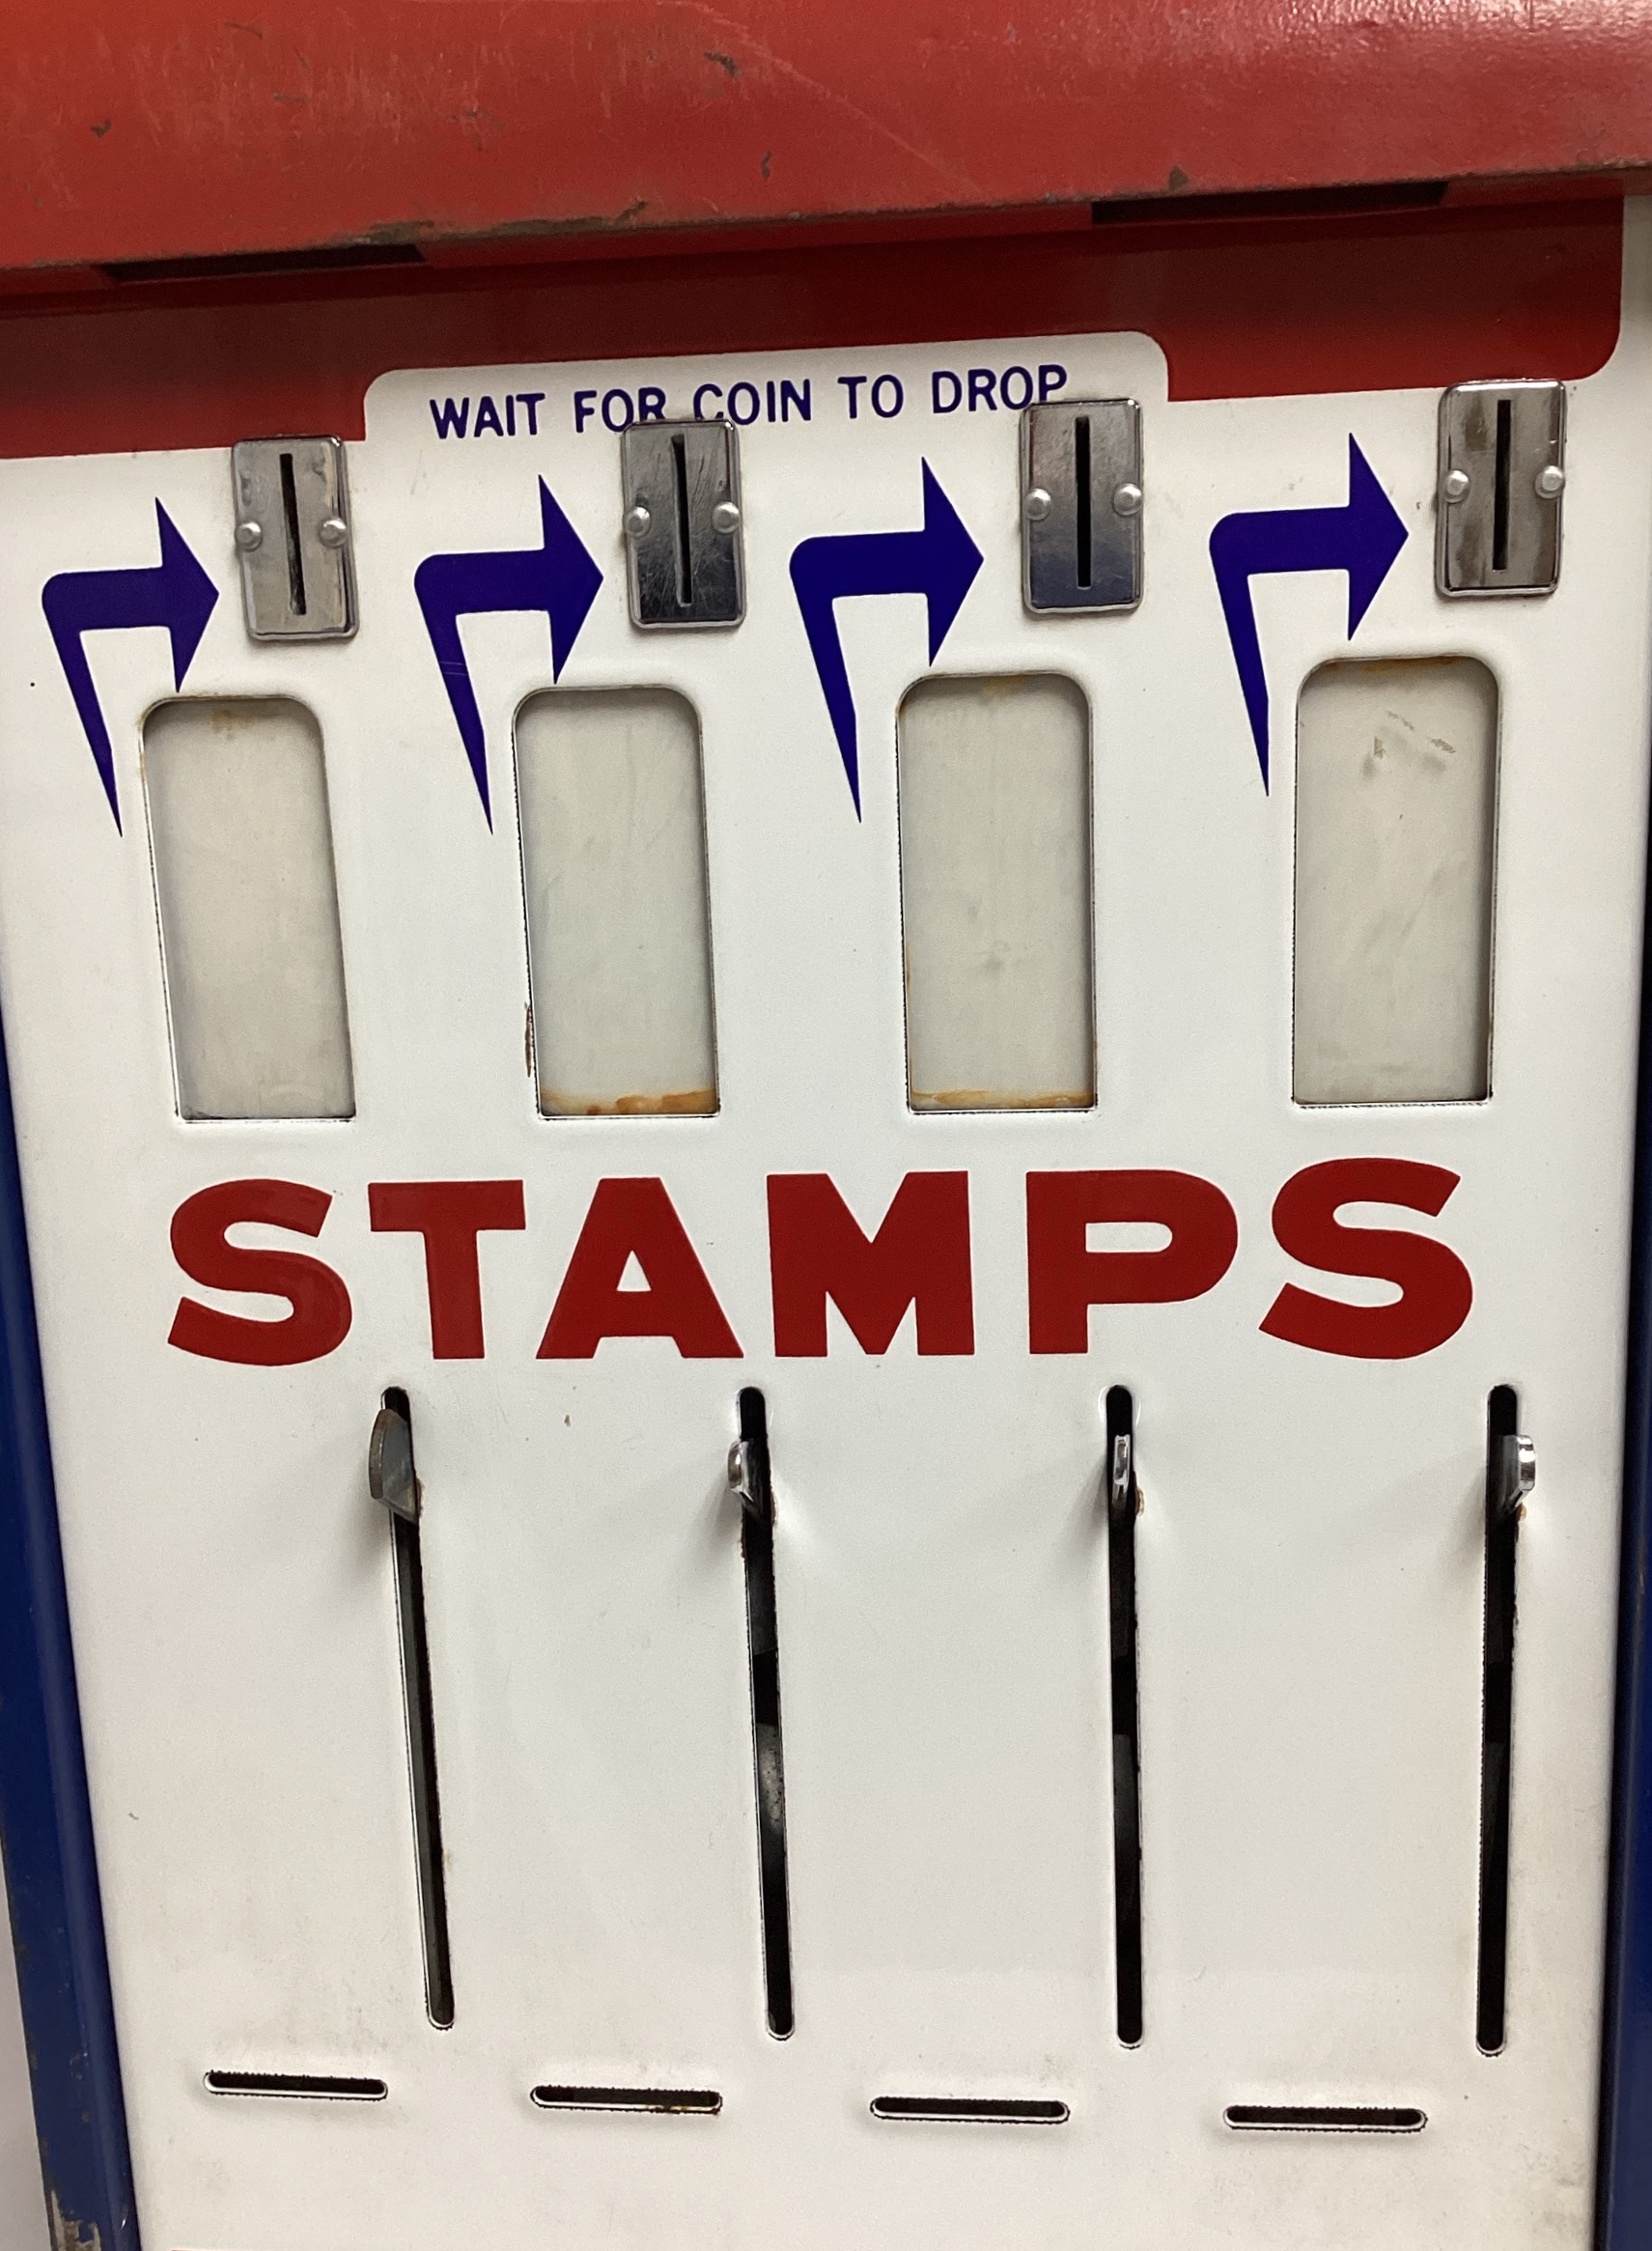 WAIT FOR COIN TO DROP
STAMPS